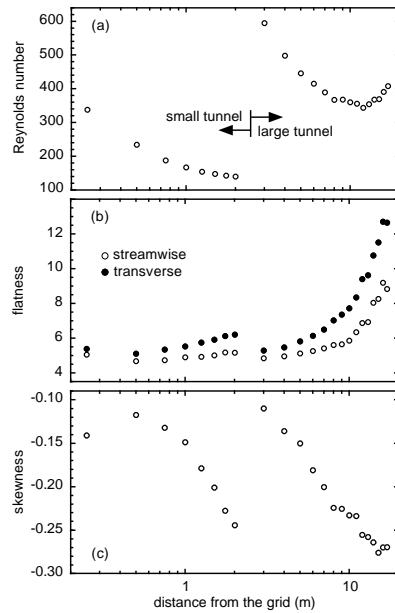 (a)
600
500
400
300
200
100
Reynolds number
small tunnel
large tunnel
(b)
12
10
8
6
4
flatness
streamwise
transverse
-0.10
-0.15
-0.20
-0.25
-0.30
skewness
(c)
1
10
distance from the grid (m)